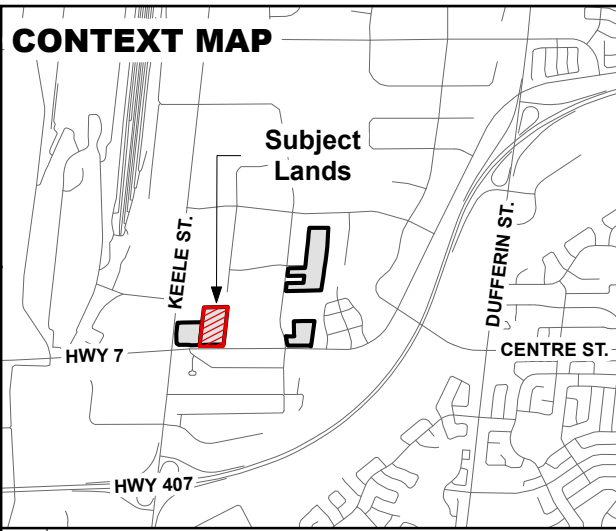 CONTEXT MAP
Subject
Lands
KEELE ST.
DUFFERIN ST.
HWY 7
CENTRE ST.
HWY 407